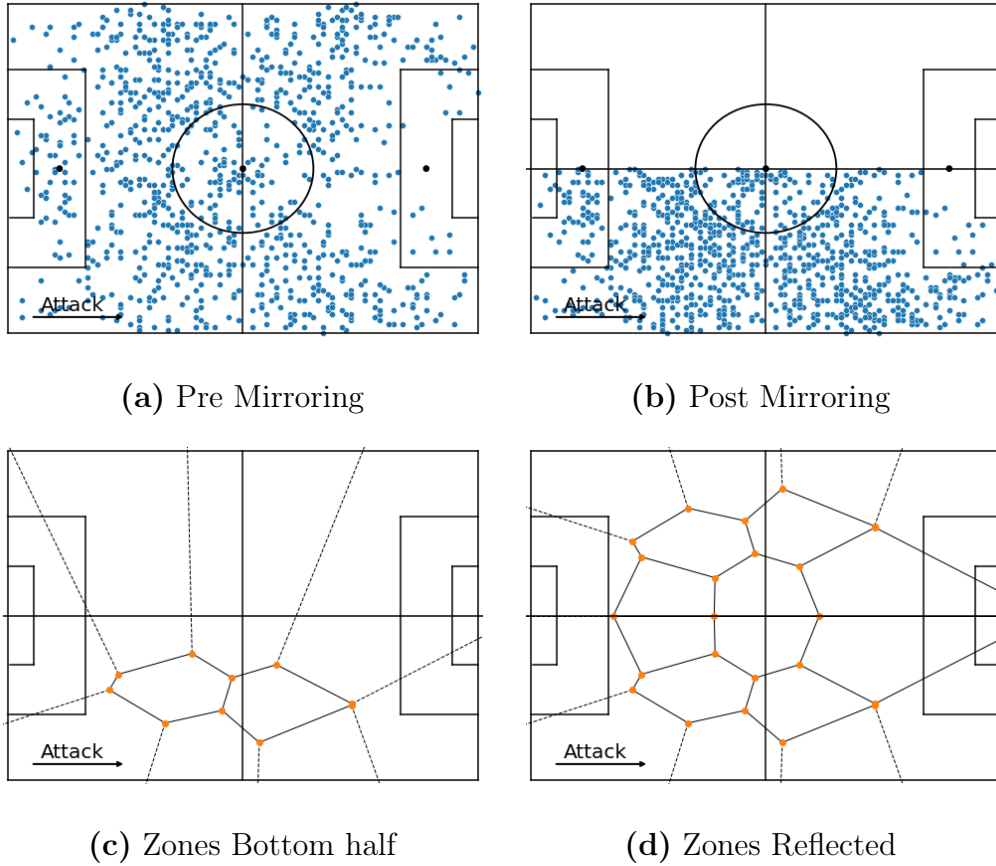 Attack
Attack
(a) Pre Mirroring
(b) Post Mirroring
Attack
Attack
(c) Zones Bottom half
(d) Zones Reflected